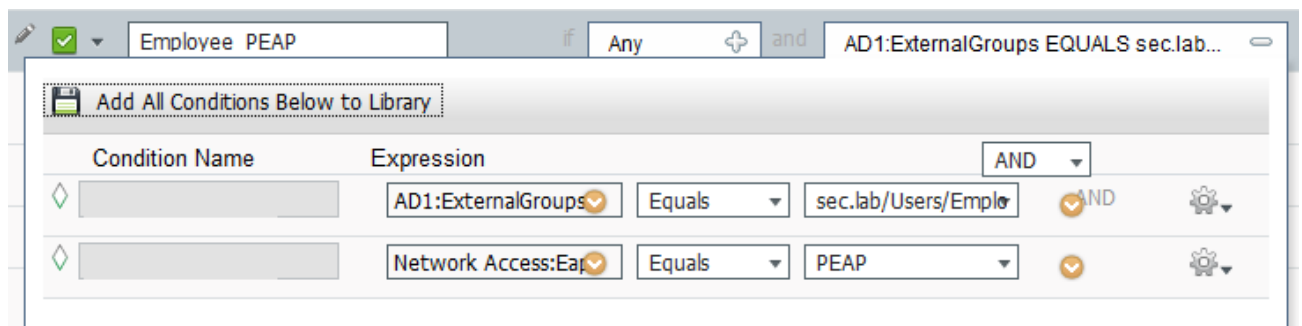 Employee PEAP if Any and AD1:ExternalGroups EQUALS sec.lab...
Add All Conditions Below to Library
Condition Name Expression AND
AD1:ExternalGroups Equals sec.lab/Users/Emplo AND
Network Access:Eap Equals PEAP